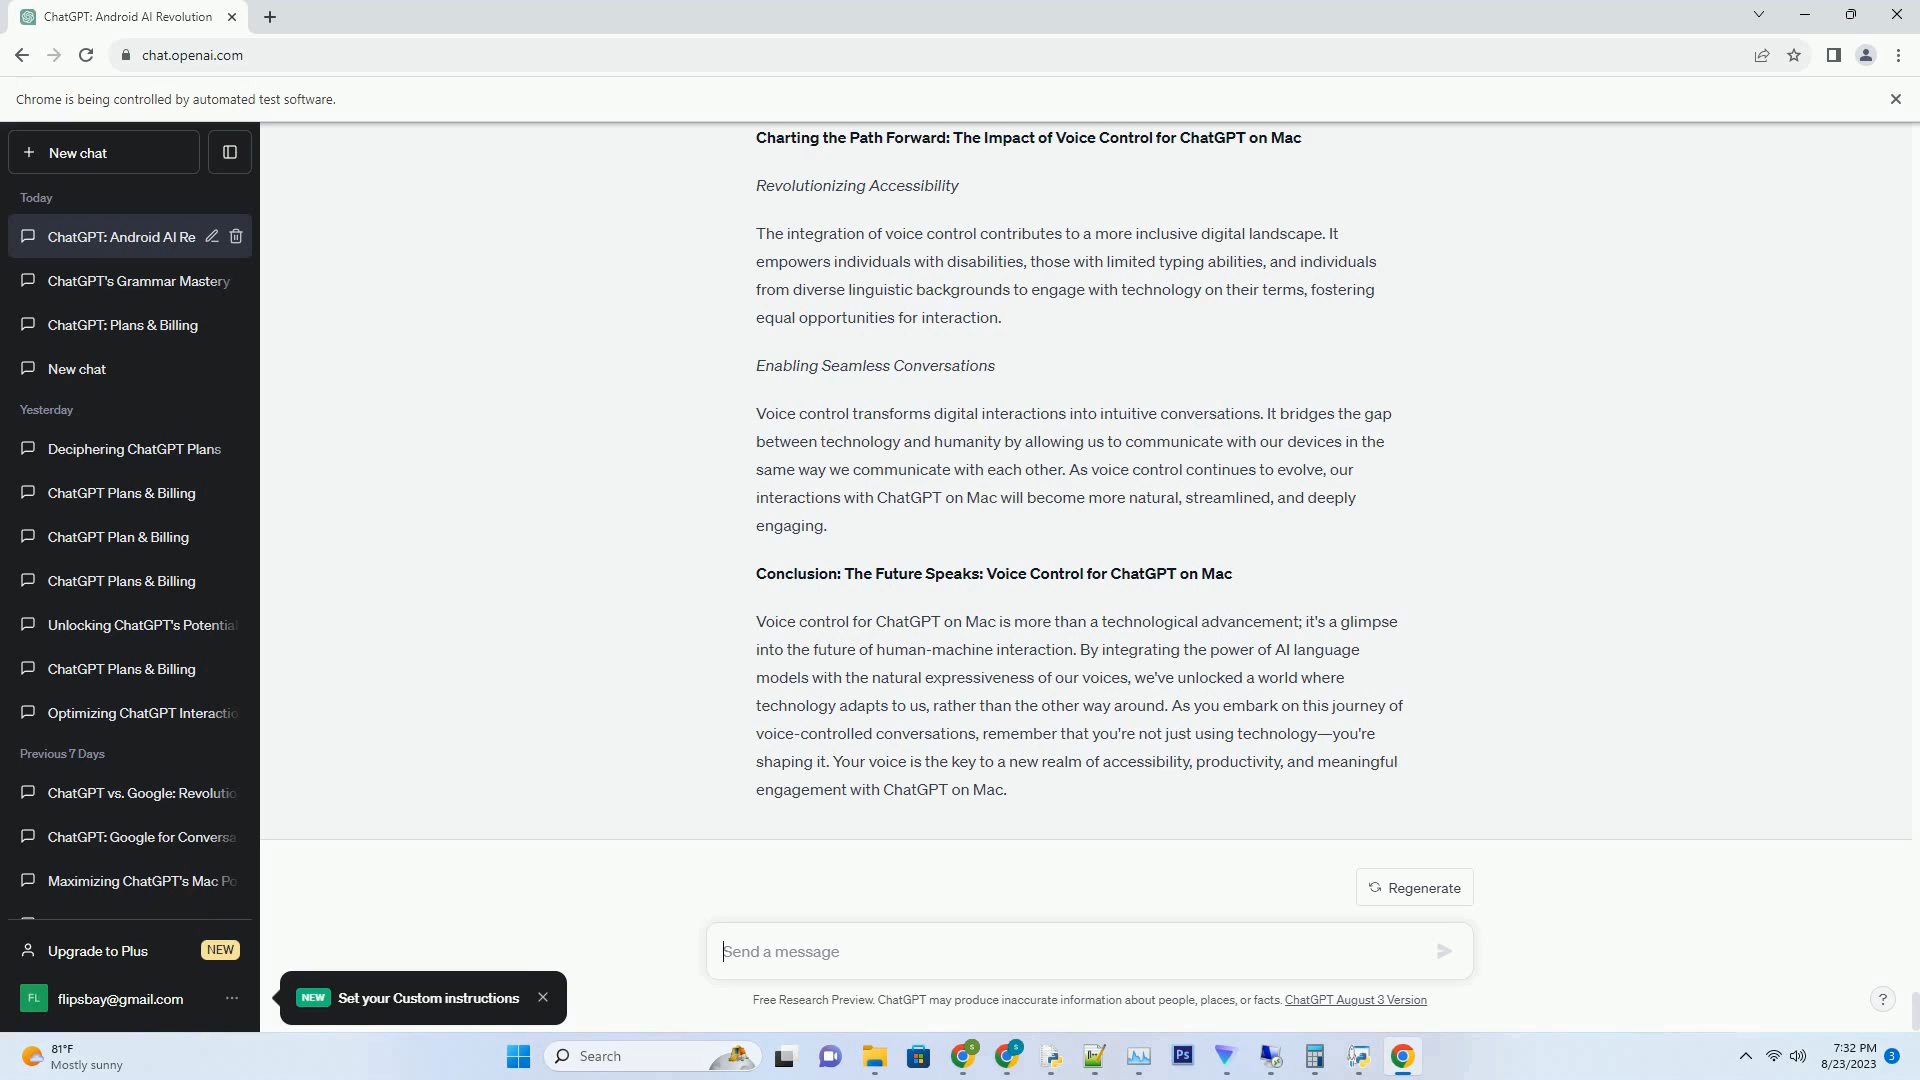 ChatGPT: Android AI Revolution
chat.openai.com
Chrome is being controlled by automated test software.
New chat
Today
ChatGPT: Android AI Re
ChatGPT's Grammar Mastery
ChatGPT: Plans & Billing
New chat
Yesterday
Deciphering ChatGPT Plans
ChatGPT Plans & Billing
ChatGPT Plan & Billing
ChatGPT Plans & Billing
Unlocking ChatGPT's Potentia
ChatGPT Plans & Billing
Optimizing ChatGPT Interactio
Previous 7 Days
ChatGPT vs. Google: Revolutio
ChatGPT: Google for Conversa
Maximizing ChatGPT's Mac Po
Upgrade to Plus NEW
FL flipsbay@gmail.com
Charting the Path Forward: The Impact of Voice Control for ChatGPT on Mac
Revolutionizing Accessibility
The integration of voice control contributes to a more inclusive digital landscape. It
empowers individuals with disabilities, those with limited typing abilities, and individuals
from diverse linguistic backgrounds to engage with technology on their terms, fostering
equal opportunities for interaction.
Enabling Seamless Conversations
Voice control transforms digital interactions into intuitive conversations. It bridges the gap
between technology and humanity by allowing us to communicate with our devices in the
same way we communicate with each other. As voice control continues to evolve, our
interactions with ChatGPT on Mac will become more natural, streamlined, and deeply
engaging.
Conclusion: The Future Speaks: Voice Control for ChatGPT on Mac
Voice control for ChatGPT on Mac is more than a technological advancement; it's a glimpse
into the future of human-machine interaction. By integrating the power of AI language
models with the natural expressiveness of our voices, we've unlocked a world where
technology adapts to us, rather than the other way around. As you embark on this journey of
voice-controlled conversations, remember that you're not just using technology—you're
shaping it. Your voice is the key to a new realm of accessibility, productivity, and meaningful
engagement with ChatGPT on Mac.
Regenerate
Send a message
NEW Set your Custom instructions
Free Research Preview. ChatGPT may produce inaccurate information about people, places, or facts. ChatGPT August 3 Version
?
81°F
Mostly sunny
Search
S
S
Ps
7:32 PM
8/23/2023
3